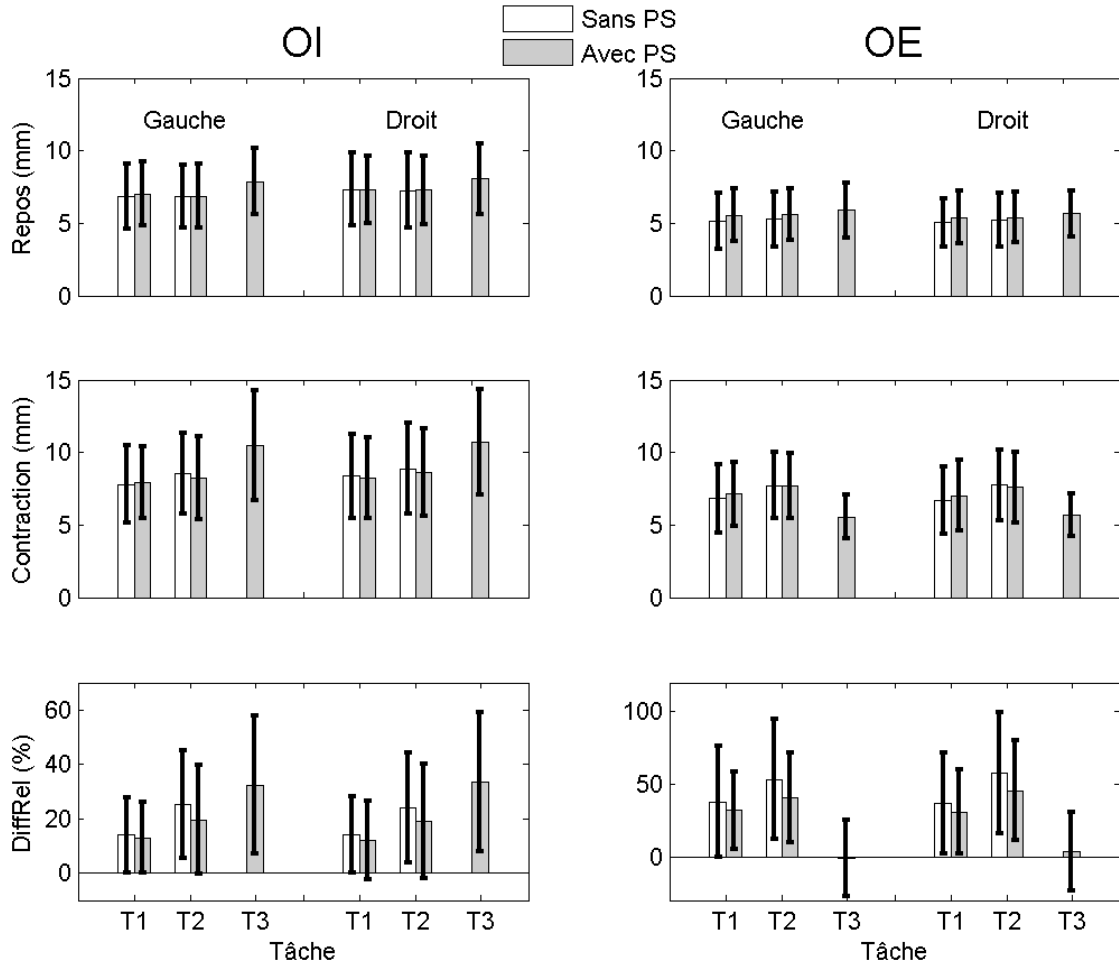 OI
Sans PS
Avec PS
OE
Repos (mm)
15
10
5
0
Gauche
Droit
15
10
5
0
Gauche
Droit
Contraction (mm)
15
10
5
0
15
10
5
0
DiffRel (%)
60
40
20
0
T1 T2 T3 T1 T2 T3
Tâche
100
50
0
T1 T2 T3 T1 T2 T3
Tâche